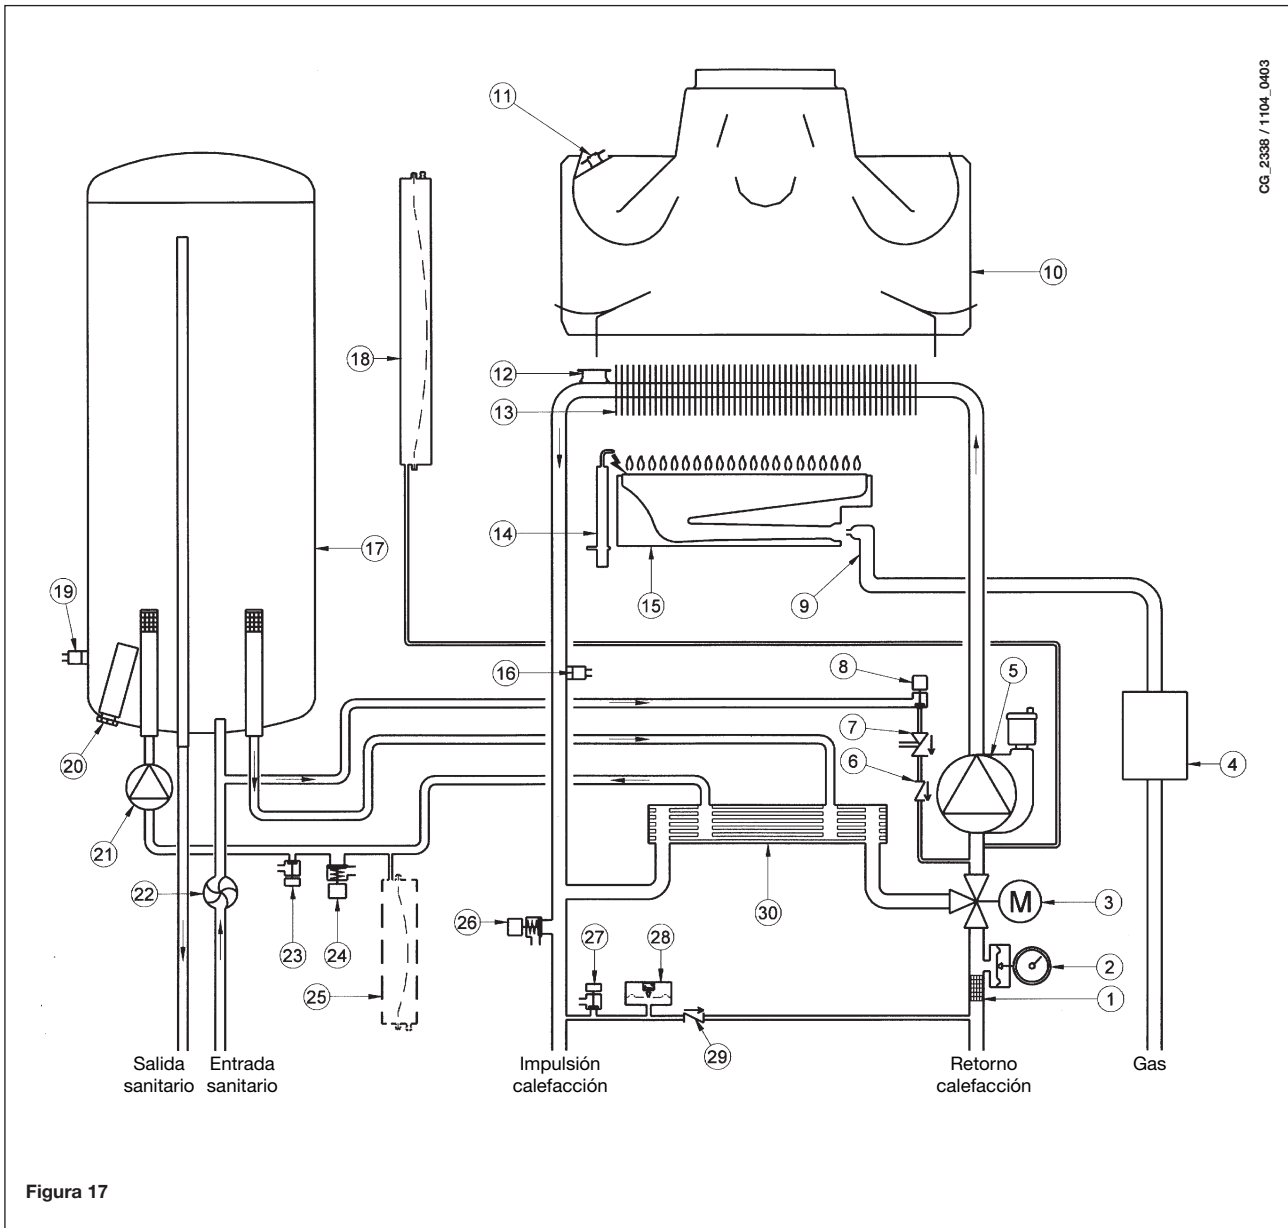 CG_2338 / 1104_0403
11
10
18
12
13
17
14
19
15
9
16
8
5
7
20
6
4
21
22
3
30
26
27
28
23
24
2
25
1
29
M
Salida
sanitario
Entrada
sanitario
Impulsión
calefacción
Retorno
calefacción
Gas
Figura 17